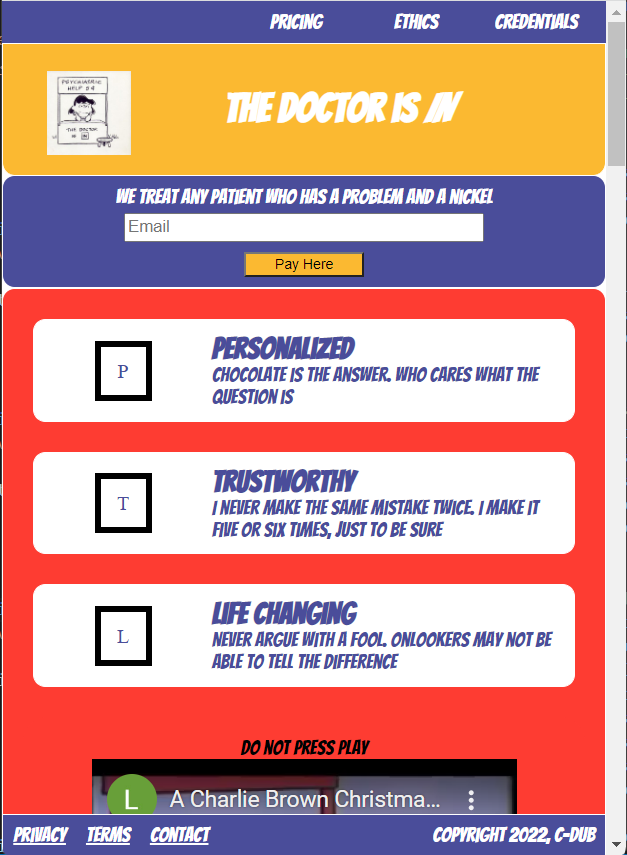 PRICING ETHICS CREDENTIALS
PSYCHIATRIC
HELP 5¢
THE DOCTOR
IS IN
THE DOCTOR IS IN
WE TREAT ANY PATIENT WHO HAS A PROBLEM AND A NICKEL
Email
Pay Here
P
PERSONALIZED
CHOCOLATE IS THE ANSWER. WHO CARES WHAT THE
QUESTION IS
T
TRUSTWORTHY
I NEVER MAKE THE SAME MISTAKE TWICE. I MAKE IT
FIVE OR SIX TIMES, JUST TO BE SURE
L
LIFE CHANGING
NEVER ARGUE WITH A FOOL. ONLOOKERS MAY NOT BE
ABLE TO TELL THE DIFFERENCE
DO NOT PRESS PLAY
L A Charlie Brown Christma...
PRIVACY TERMS CONTACT COPYRIGHT 2022, C-DUB